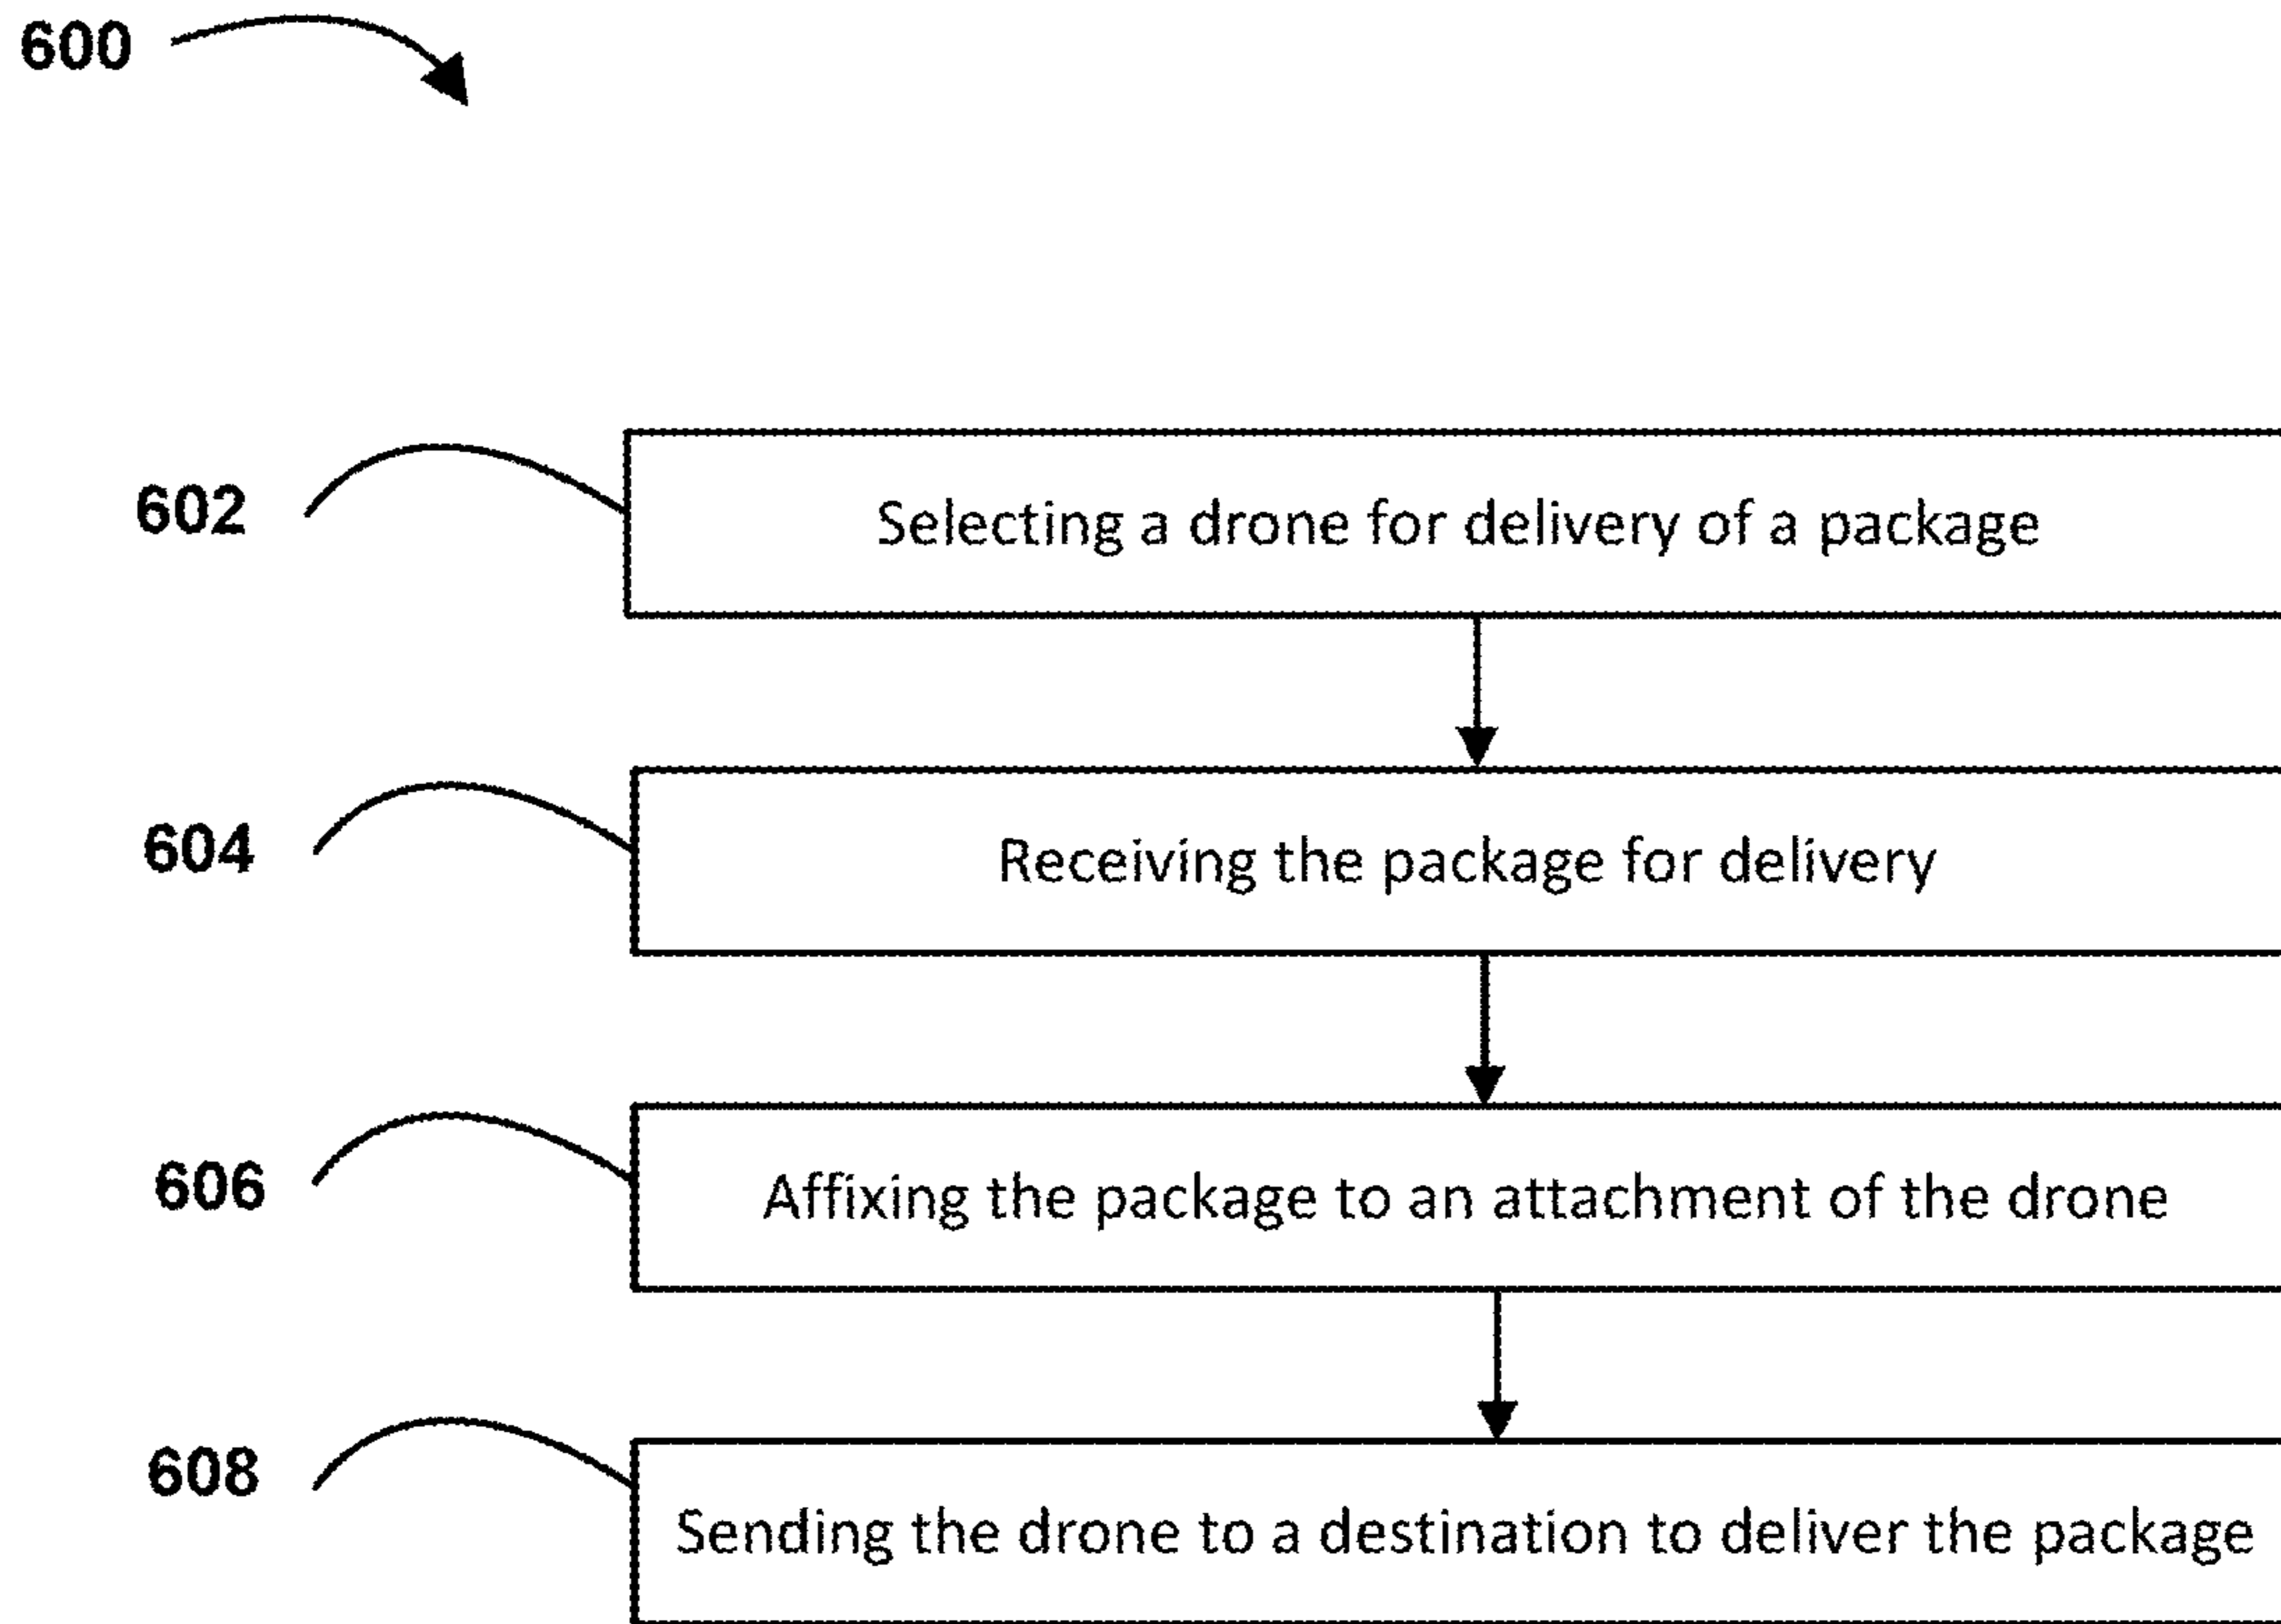 600
602
Selecting a drone for delivery of a package
604
Receiving the package for delivery
606
Affixing the package to an attachment of the drone
608
Sending the drone to a destination to deliver the package